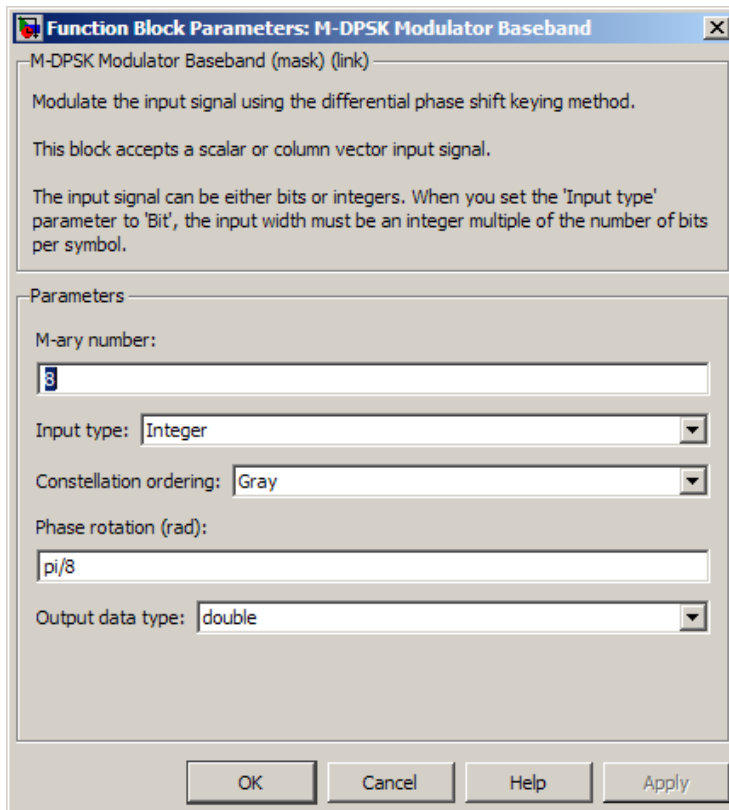 Function Block Parameters: M-DPSK Modulator Baseband
M-DPSK Modulator Baseband (mask) (link)
Modulate the input signal using the differential phase shift keying method.
This block accepts a scalar or column vector input signal.
The input signal can be either bits or integers. When you set the 'Input type'
parameter to 'Bit', the input width must be an integer multiple of the number of bits
per symbol.
Parameters
M-ary number:
8
Input type: Integer
Constellation ordering: Gray
Phase rotation (rad):
pi/8
Output data type: double
OK Cancel Help Apply